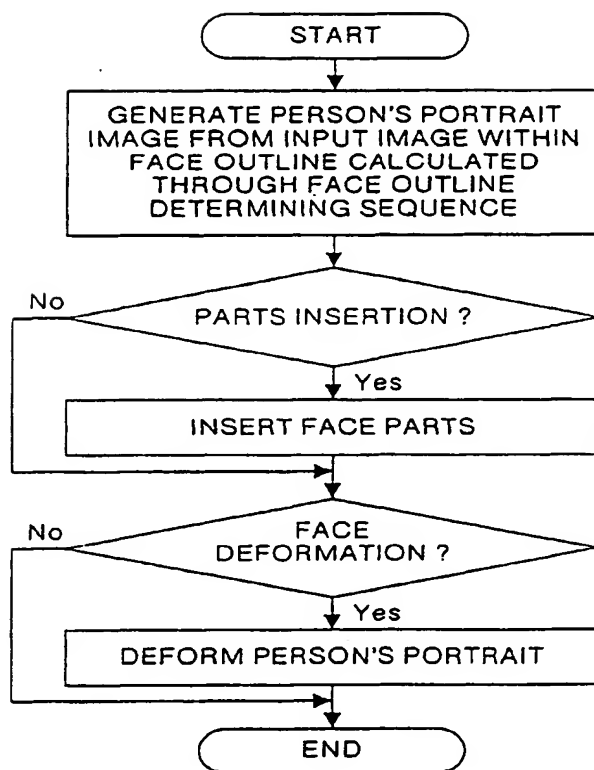 START
GENERATE PERSON'S PORTRAIT
IMAGE FROM INPUT IMAGE WITHIN
FACE OUTLINE CALCULATED
THROUGH FACE OUTLINE
DETERMINING SEQUENCE
No
PARTS INSERTION ?
Yes
INSERT FACE PARTS
No
FACE
DEFORMATION ?
Yes
DEFORM PERSON'S PORTRAIT
END